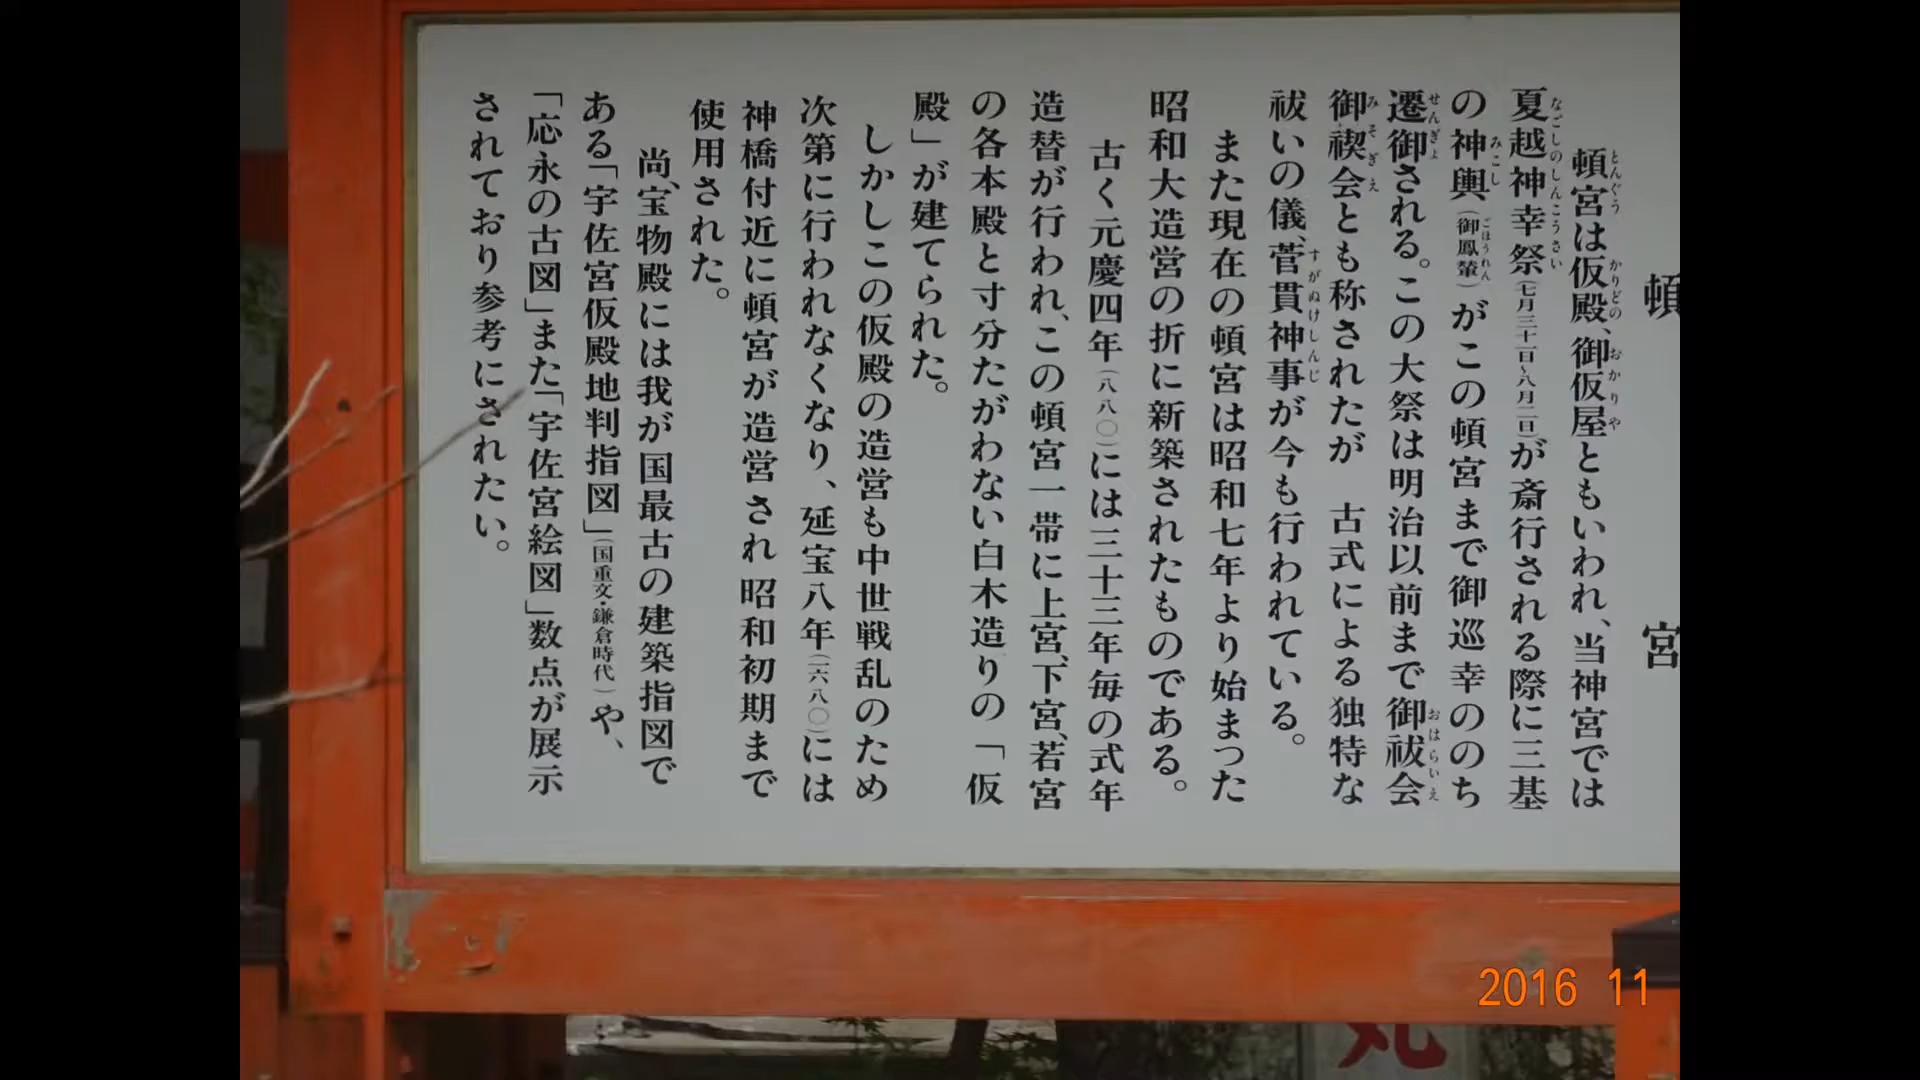 頓宮
頓宮は仮殿、御仮屋ともいわれ、当神宮では
夏越神幸祭(七月三十一日~八月二日)が斎行される際に三基
の神輿(御鳳輦)がこの頓宮まで御巡幸ののち
遷御される。この大祭は明治以前まで御祓会
御禊会とも称されたが 古式による独特な
祓いの儀、菅貫神事が今も行われている。
また現在の頓宮は昭和七年より始まった
昭和大造営の折に新築されたものである。
古く元慶四年(八八〇)には三十三年毎の式年
造替が行われ、この頓宮一帯に上宮、下宮、若宮
の各本殿と寸分たがわない白木造りの「仮
殿」が建てられた。
しかしこの仮殿の造営も中世戦乱のため
次第に行われなくなり、延宝八年(一六八〇)には
神橋付近に頓宮が造営され昭和初期まで
使用された。
尚、宝物殿には我が国最古の建築指図で
ある「宇佐宮仮殿地判指図」(国重文・鎌倉時代)や、
「応永の古図」また「宇佐宮絵図」数点が展示
されており参考にされたい。
2016 11